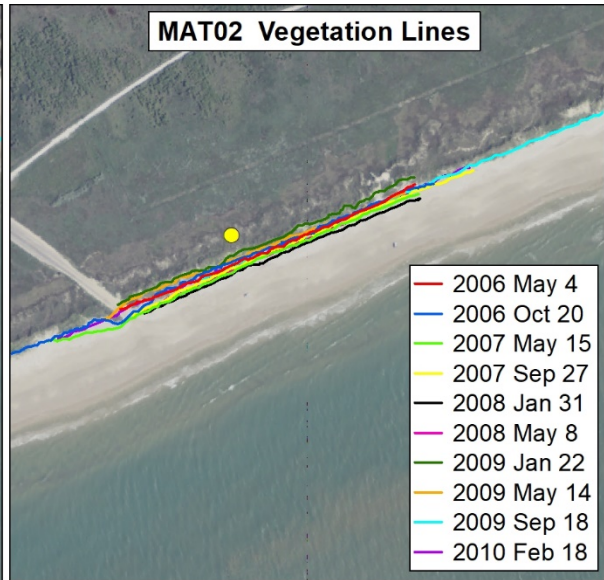 MAT02 Vegetation Lines
2006 May 4
2006 Oct 20
2007 May 15
2007 Sep 27
2008 Jan 31
2008 May 8
2009 Jan 22
2009 May 14
2009 Sep 18
2010 Feb 18